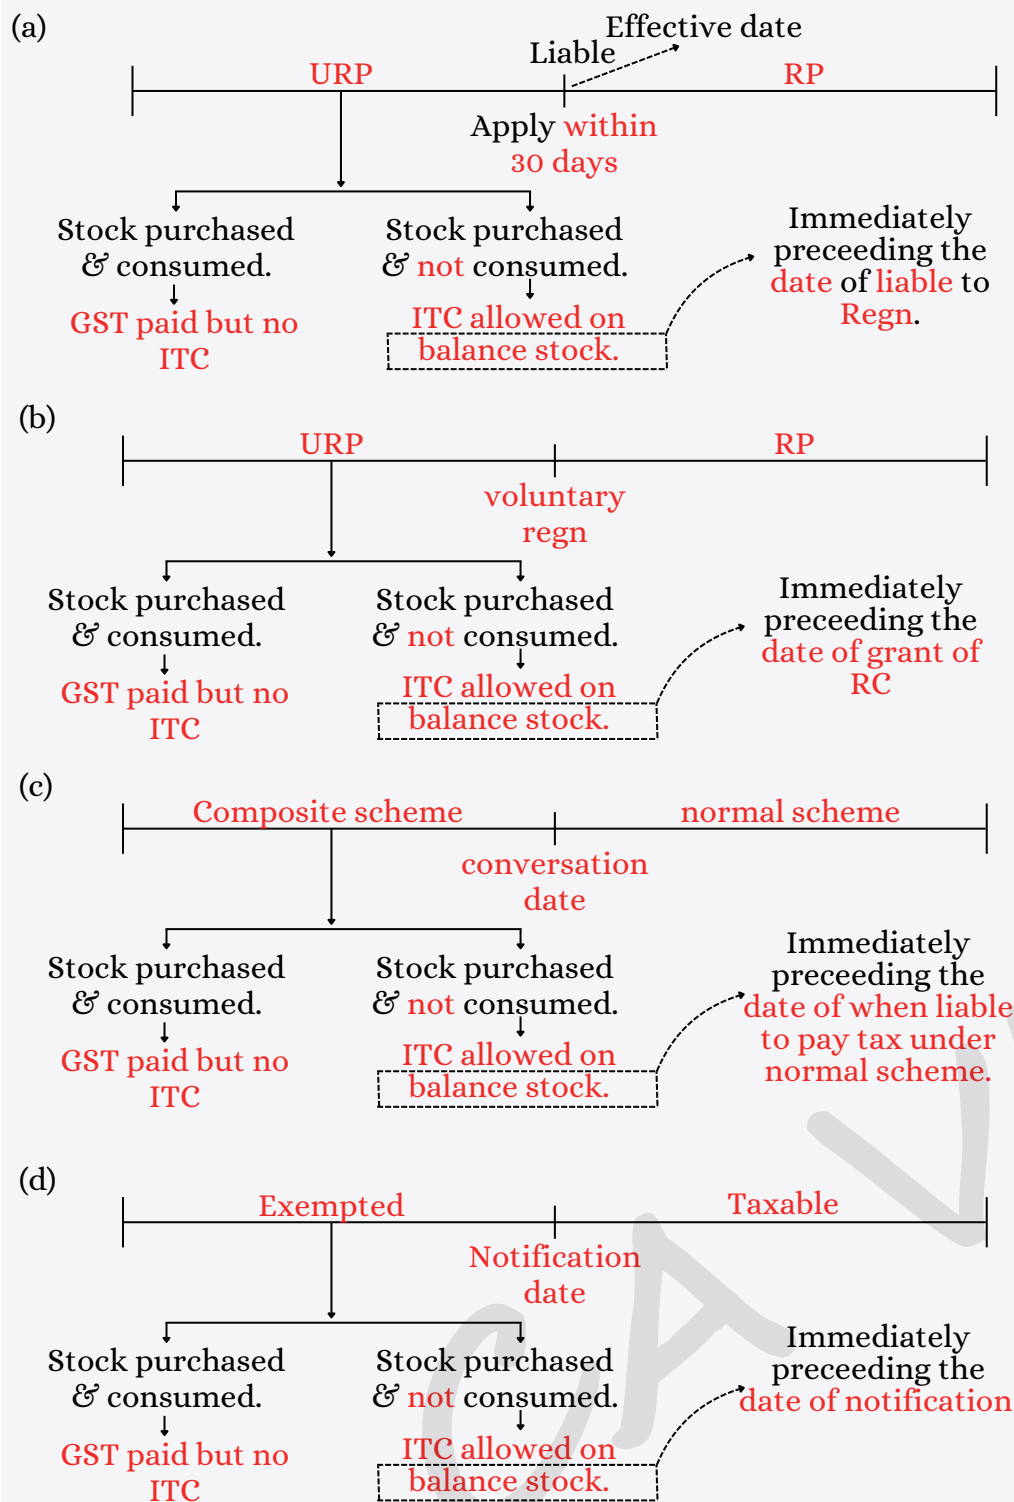 (a)
Effective date
Liable
URP
RP
Apply within
30 days
Stock purchased
& consumed.
GST paid but no
ITC
Stock purchased
& not consumed.
ITC allowed on
balance stock.
Immediately
preceeding the
date of liable to
Regn.
(b)
URP
RP
voluntary
regn
Stock purchased
& consumed.
GST paid but no
ITC
Stock purchased
& not consumed.
ITC allowed on
balance stock.
Immediately
preceeding the
date of grant of
RC
(c)
Composite scheme
normal scheme
conversation
date
Stock purchased
& consumed.
GST paid but no
ITC
Stock purchased
& not consumed.
ITC allowed on
balance stock.
Immediately
preceeding the
date of when liable
to pay tax under
normal scheme.
(d)
Exempted
Taxable
Notification
date
Stock purchased
& consumed.
GST paid but no
ITC
Stock purchased
& not consumed.
ITC allowed on
balance stock.
Immediately
preceeding the
date of notification
CA V